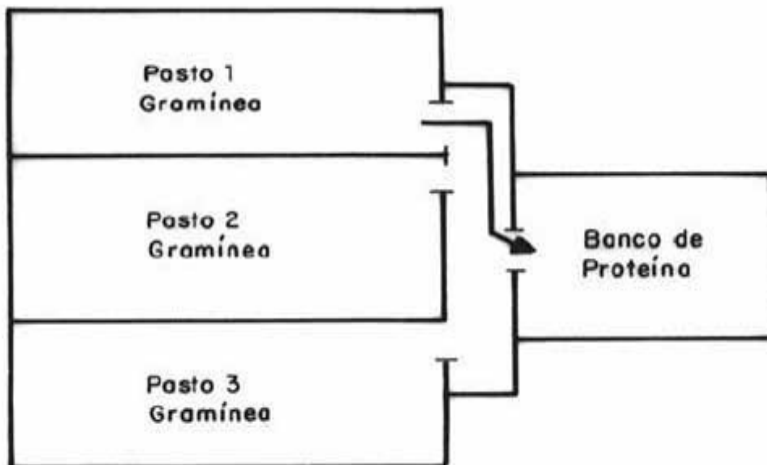 Pasto 1
Gramínea
Pasto 2
Gramínea
Banco de
Proteína
Pasto 3
Gramínea